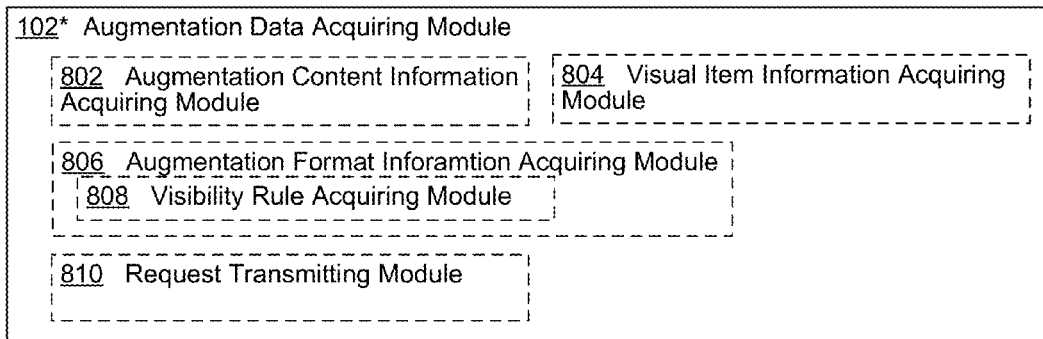 102* Augmentation Data Acquiring Module
802 Augmentation Content Information
Acquiring Module
804 Visual Item Information Acquiring
Module
806 Augmentation Format Inforamtion Acquiring Module
808 Visibility Rule Acquiring Module
810 Request Transmitting Module